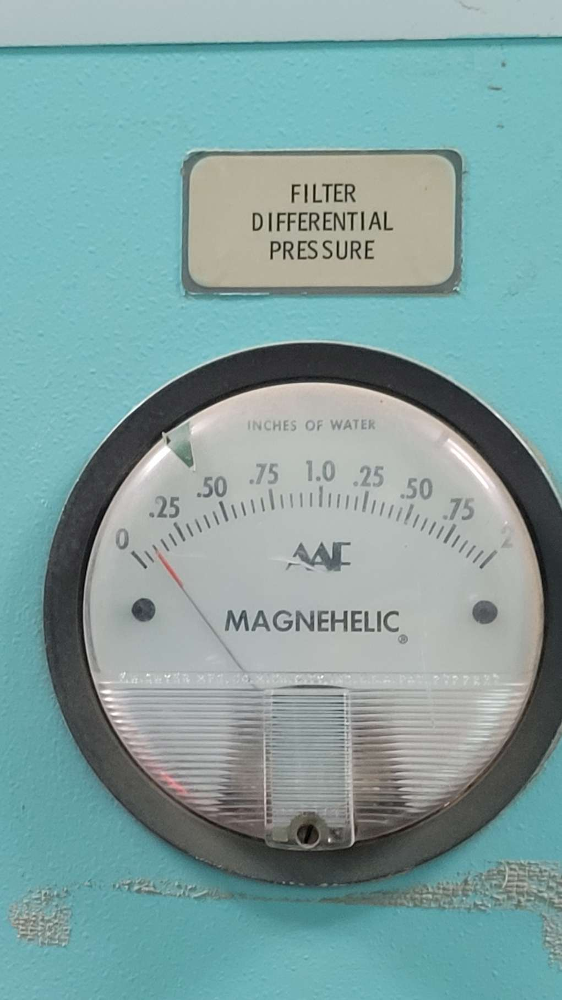 FILTER
DIFFERENTIAL
PRESSURE
INCHES OF WATER
0 .25 .50 .75 1.0 .25 .50 .75 2
AAF
MAGNEHELIC
®